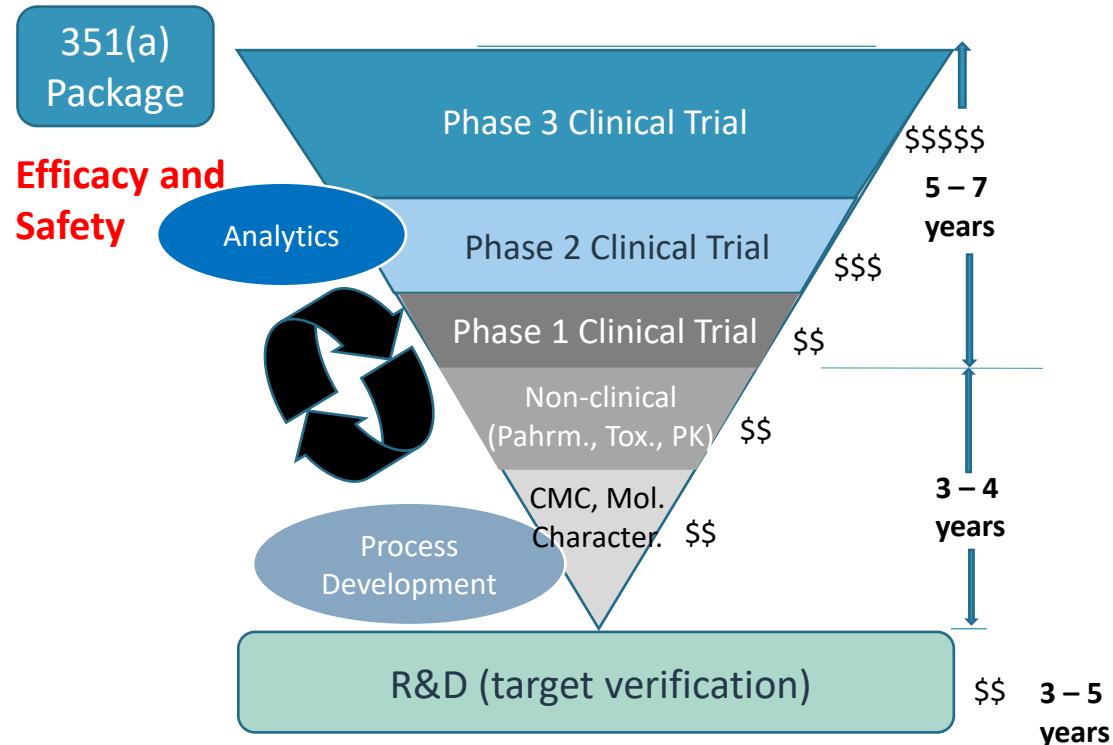 351(a)
Package
Efficacy and
Safety
Analytics
Process
Development
Phase 3 Clinical Trial
Phase 2 Clinical Trial
Phase 1 Clinical Trial
Non-clinical
(Pahrm., Tox., PK)
CMC, Mol.
Character.
$$$$$
$$$
$$
$$
$$
5 – 7
years
3 – 4
years
R&D (target verification)
$$
3 – 5
years